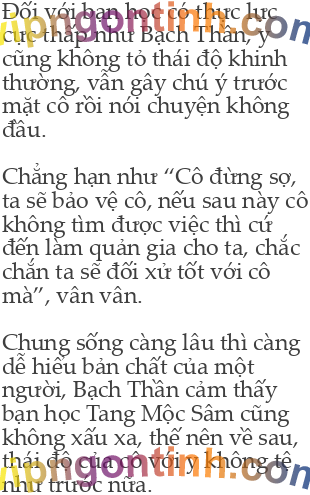 Đối với bạn học có thực lực
cực thấp như Bạch Thần, y
cũng không tỏ thái độ khinh
thường, vẫn gây chú ý trước
mặt cô rồi nói chuyện không
đâu.
Chẳng hạn như “Cô đừng sợ,
ta sẽ bảo vệ cô, nếu sau này cô
không tìm được việc thì cứ
đến làm quản gia cho ta, chắc
chắn ta sẽ đối xử tốt với cô
mà”, vân vân.
Chung sống càng lâu thì càng
dễ hiểu bản chất của một
người, Bạch Thần cảm thấy
bạn học Tang Mộc Sâm cũng
không xấu xa, thế nên về sau,
thái độ của cô với y không tệ
như trước nữa.
vipngontinh.com
vipngontinh.com